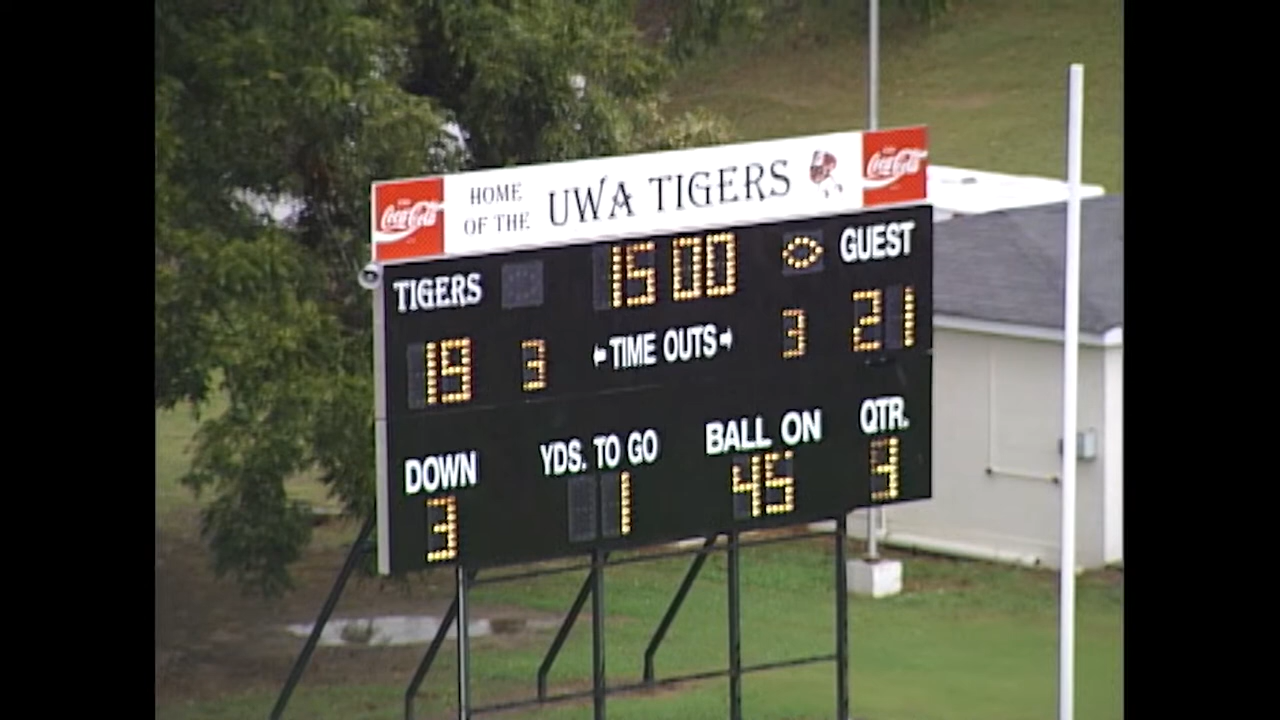 HOME
OF THE
UWA TIGERS
Coca-Cola
Coca-Cola
TIGERS
15 00
GUEST
19
3
TIME OUTS
3
21
DOWN
YDS. TO GO
BALL ON
QTR.
3
1
45
3